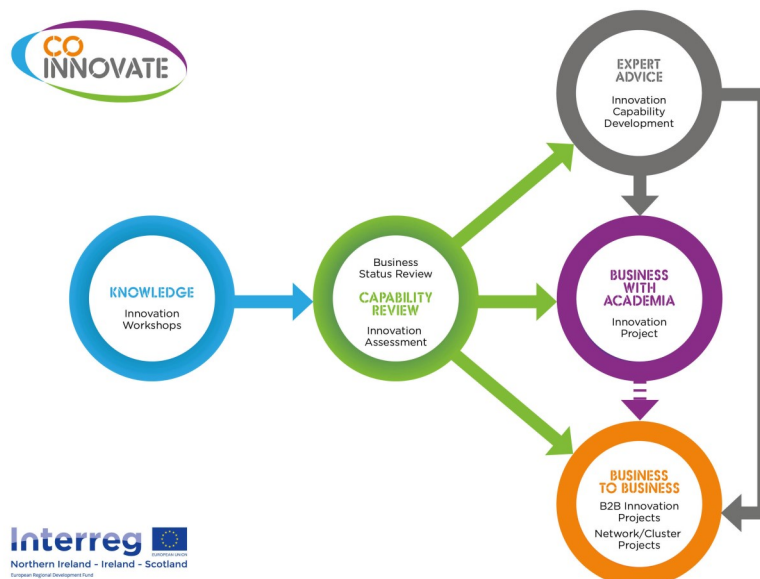 CO
INNOVATE
EXPERT
ADVICE
Innovation
Capability
Development
KNOWLEDGE
Innovation
Workshops
Business
Status Review
CAPABILITY
REVIEW
Innovation
Assessment
BUSINESS
WITH
ACADEMIA
Innovation
Project
BUSINESS
TO BUSINESS
B2B Innovation
Projects
Network/Cluster
Projects
Interreg
EUROPEAN UNION
Northern Ireland - Ireland - Scotland
European Regional Development Fund